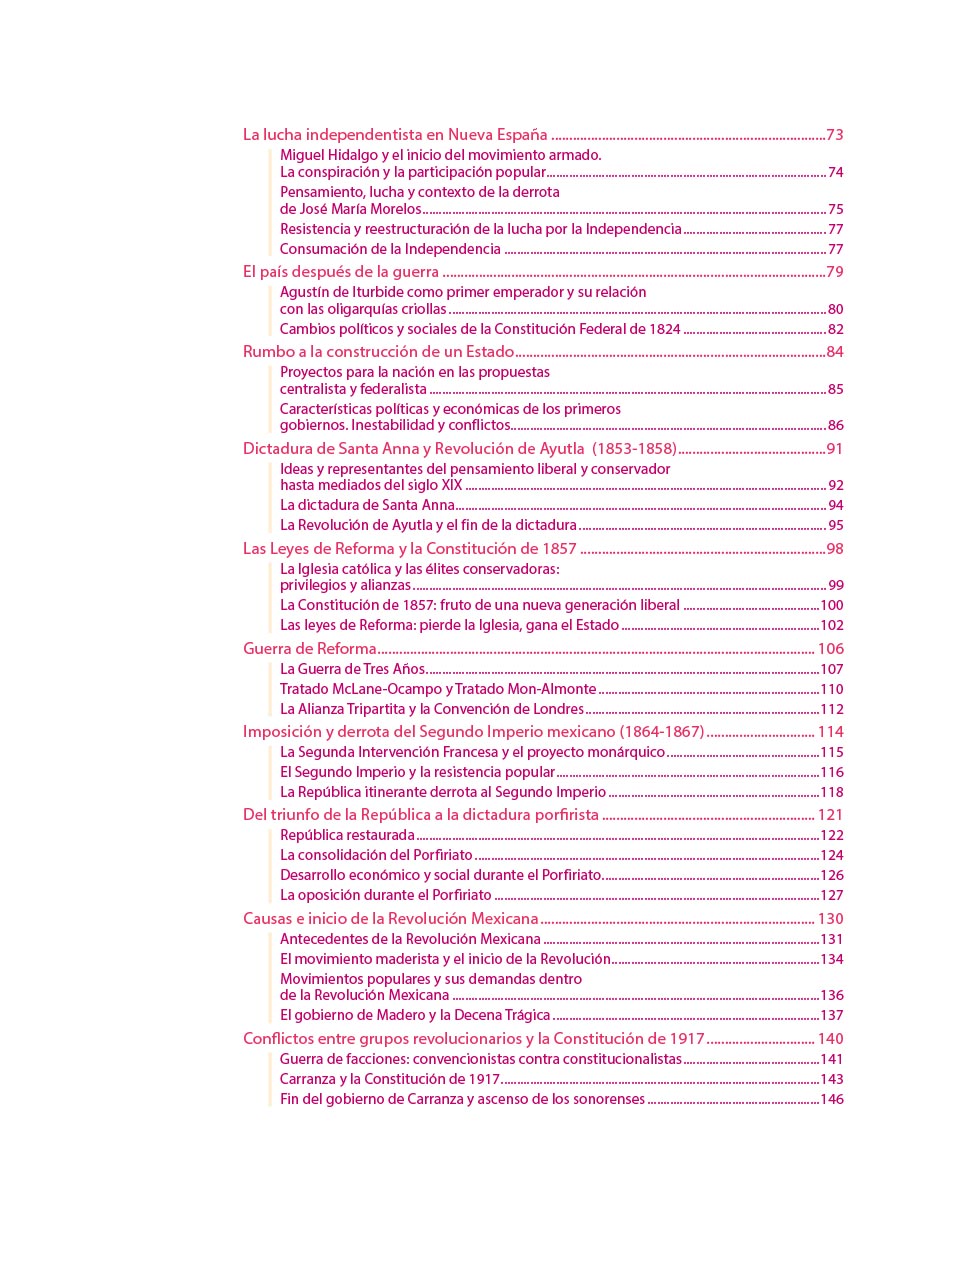 La lucha independentista en Nueva España ............................................................................73
Miguel Hidalgo y el inicio del movimiento armado.
La conspiración y la participación popular.....................................................................................74
Pensamiento, lucha y contexto de la derrota
de José María Morelos..........................................................................................................................75
Resistencia y reestructuración de la lucha por la Independencia...........................................77
Consumación de la Independencia .................................................................................................77
El país después de la guerra ..........................................................................................................79
Agustín de Iturbide como primer emperador y su relación
con las oligarquías criollas ..................................................................................................................80
Cambios políticos y sociales de la Constitución Federal de 1824 ...........................................82
Rumbo a la construcción de un Estado......................................................................................84
Proyectos para la nación en las propuestas
centralista y federalista ........................................................................................................................85
Características políticas y económicas de los primeros
gobiernos. Inestabilidad y conflictos...............................................................................................86
Dictadura de Santa Anna y Revolución de Ayutla (1853-1858).........................................91
Ideas y representantes del pensamiento liberal y conservador
hasta mediados del siglo XIX .............................................................................................................92
La dictadura de Santa Anna................................................................................................................94
La Revolución de Ayutla y el fin de la dictadura...........................................................................95
Las Leyes de Reforma y la Constitución de 1857 ....................................................................98
La Iglesia católica y las élites conservadoras:
privilegios y alianzas.............................................................................................................................99
La Constitución de 1857: fruto de una nueva generación liberal .........................................100
Las leyes de Reforma: pierde la Iglesia, gana el Estado ............................................................102
Guerra de Reforma......................................................................................................................... 106
La Guerra de Tres Años.......................................................................................................................107
Tratado McLane-Ocampo y Tratado Mon-Almonte ...................................................................110
La Alianza Tripartita y la Convención de Londres.......................................................................112
Imposición y derrota del Segundo Imperio mexicano (1864-1867) .............................. 114
La Segunda Intervención Francesa y el proyecto monárquico..............................................115
El Segundo Imperio y la resistencia popular................................................................................116
La República itinerante derrota al Segundo Imperio ................................................................118
Del triunfo de la República a la dictadura porfirista ........................................................... 121
República restaurada..........................................................................................................................122
La consolidación del Porfiriato.........................................................................................................124
Desarrollo económico y social durante el Porfiriato..................................................................126
La oposición durante el Porfiriato ...................................................................................................127
Causas e inicio de la Revolución Mexicana............................................................................ 130
Antecedentes de la Revolución Mexicana ....................................................................................131
El movimiento maderista y el inicio de la Revolución...............................................................134
Movimientos populares y sus demandas dentro
de la Revolución Mexicana ................................................................................................................136
El gobierno de Madero y la Decena Trágica .................................................................................137
Conflictos entre grupos revolucionarios y la Constitución de 1917.............................. 140
Guerra de facciones: convencionistas contra constitucionalistas.........................................141
Carranza y la Constitución de 1917.................................................................................................143
Fin del gobierno de Carranza y ascenso de los sonorenses ....................................................146